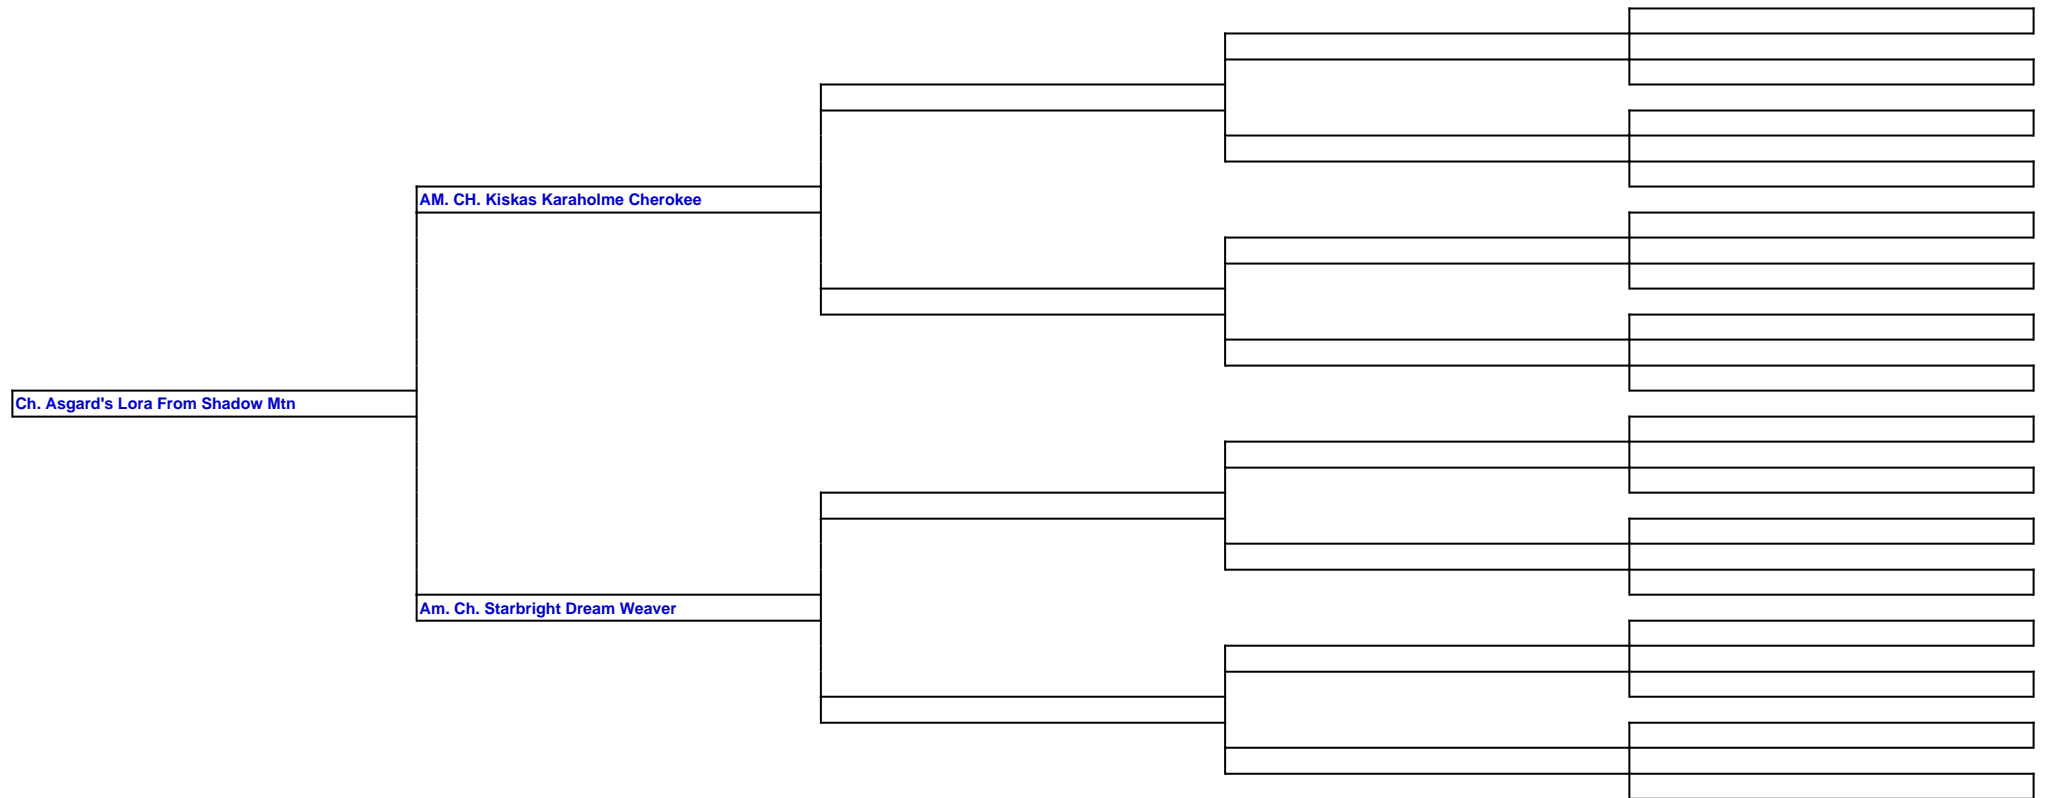 AM. CH. Kiskas Karaholme Cherokee
Ch. Asgard's Lora From Shadow Mtn
Am. Ch. Starbright Dream Weaver